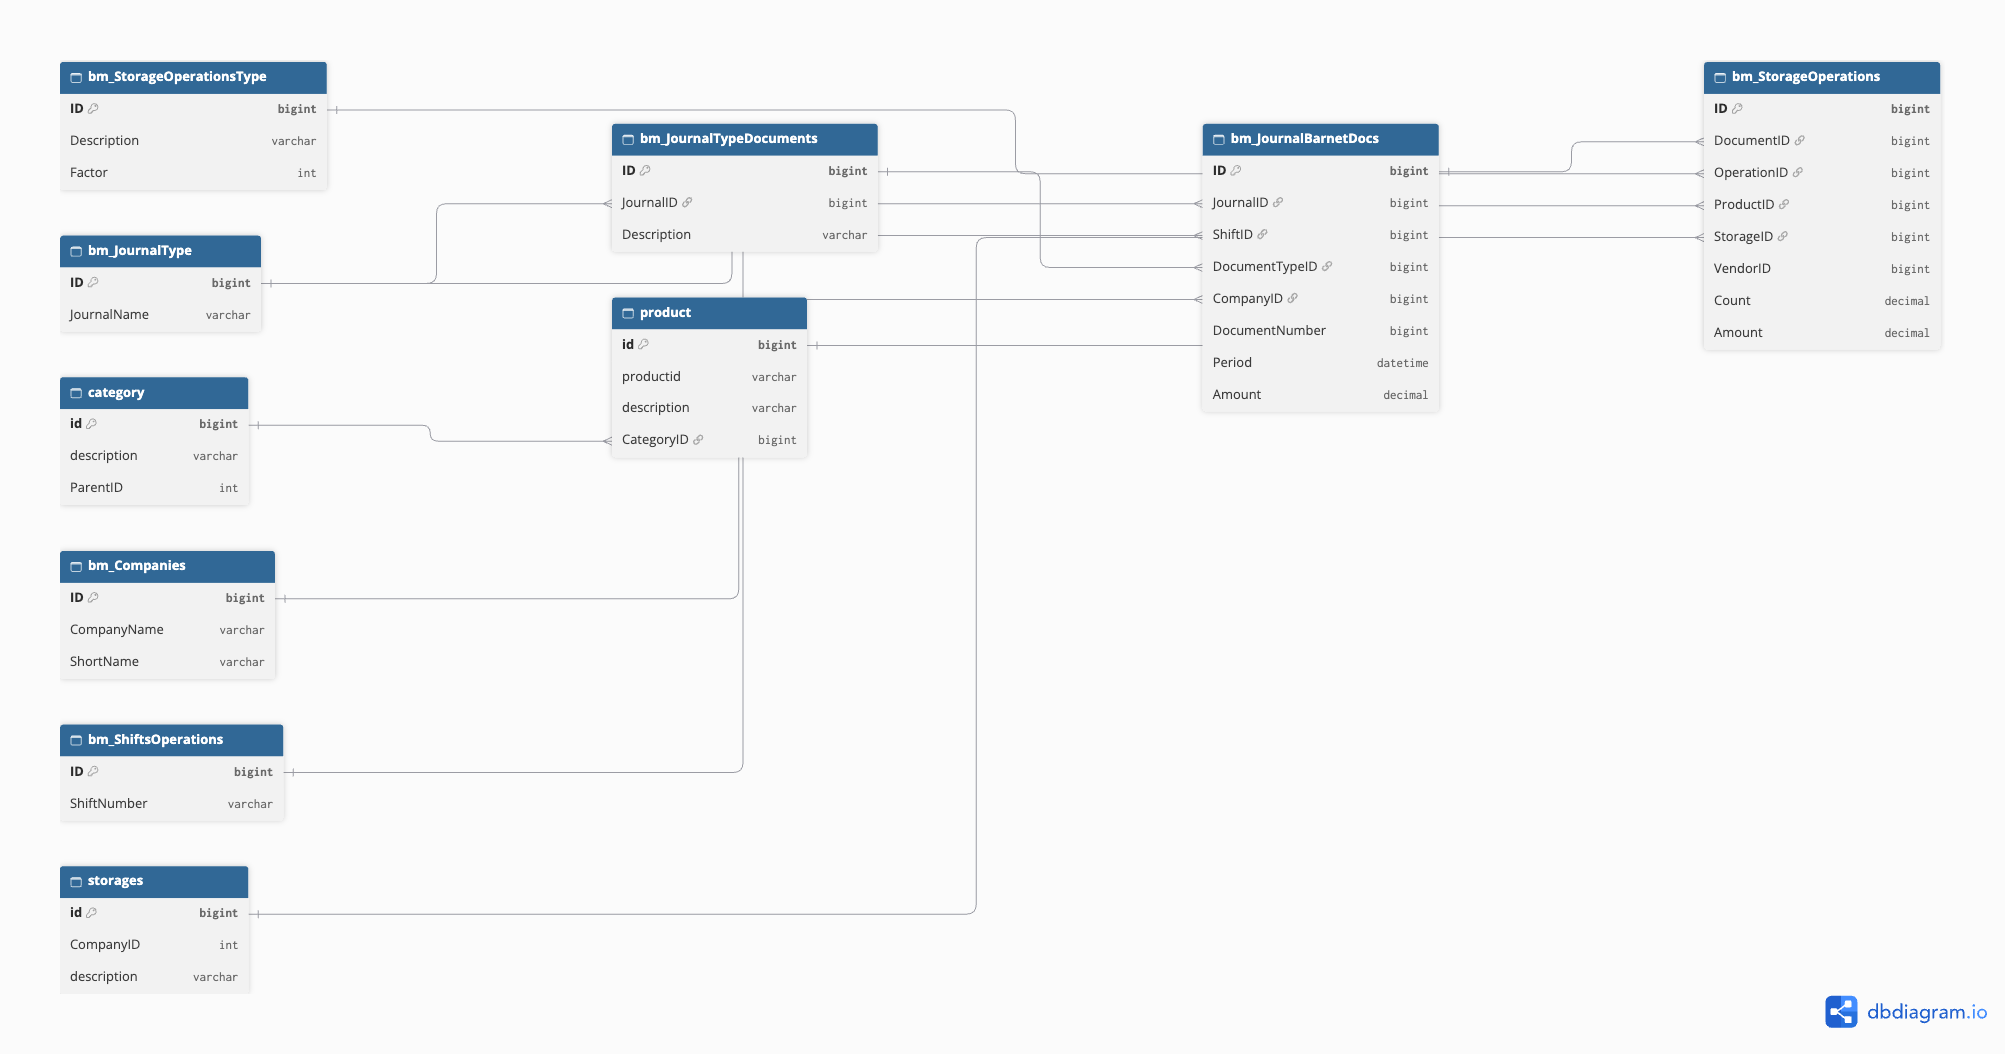 bm_StorageOperationsType
ID bigint
Description varchar
Factor int
bm_JournalType
ID bigint
JournalName varchar
category
id bigint
description varchar
ParentID int
bm_Companies
ID bigint
CompanyName varchar
ShortName varchar
bm_ShiftsOperations
ID bigint
ShiftNumber varchar
storages
id bigint
CompanyID int
description varchar
bm_JournalTypeDocuments
ID bigint
JournalID bigint
Description varchar
product
id bigint
productid varchar
description varchar
CategoryID bigint
bm_JournalBarnetDocs
ID bigint
JournalID bigint
ShiftID bigint
DocumentTypeID bigint
CompanyID bigint
DocumentNumber bigint
Period datetime
Amount decimal
bm_StorageOperations
ID bigint
DocumentID bigint
OperationID bigint
ProductID bigint
StorageID bigint
VendorID bigint
Count decimal
Amount decimal
dbdiagram.io